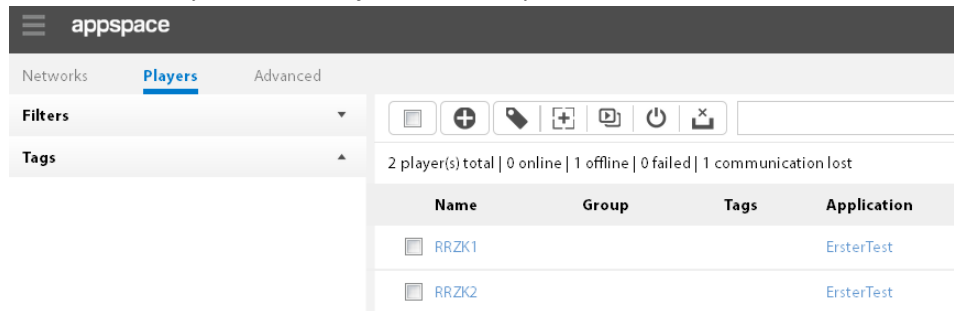 appspace
Networks Players Advanced
Filters
Tags
2 player(s) total | 0 online | 1 offline | 0 failed | 1 communication lost
Name Group Tags Application
RRZK1 ErsterTest
RRZK2 ErsterTest